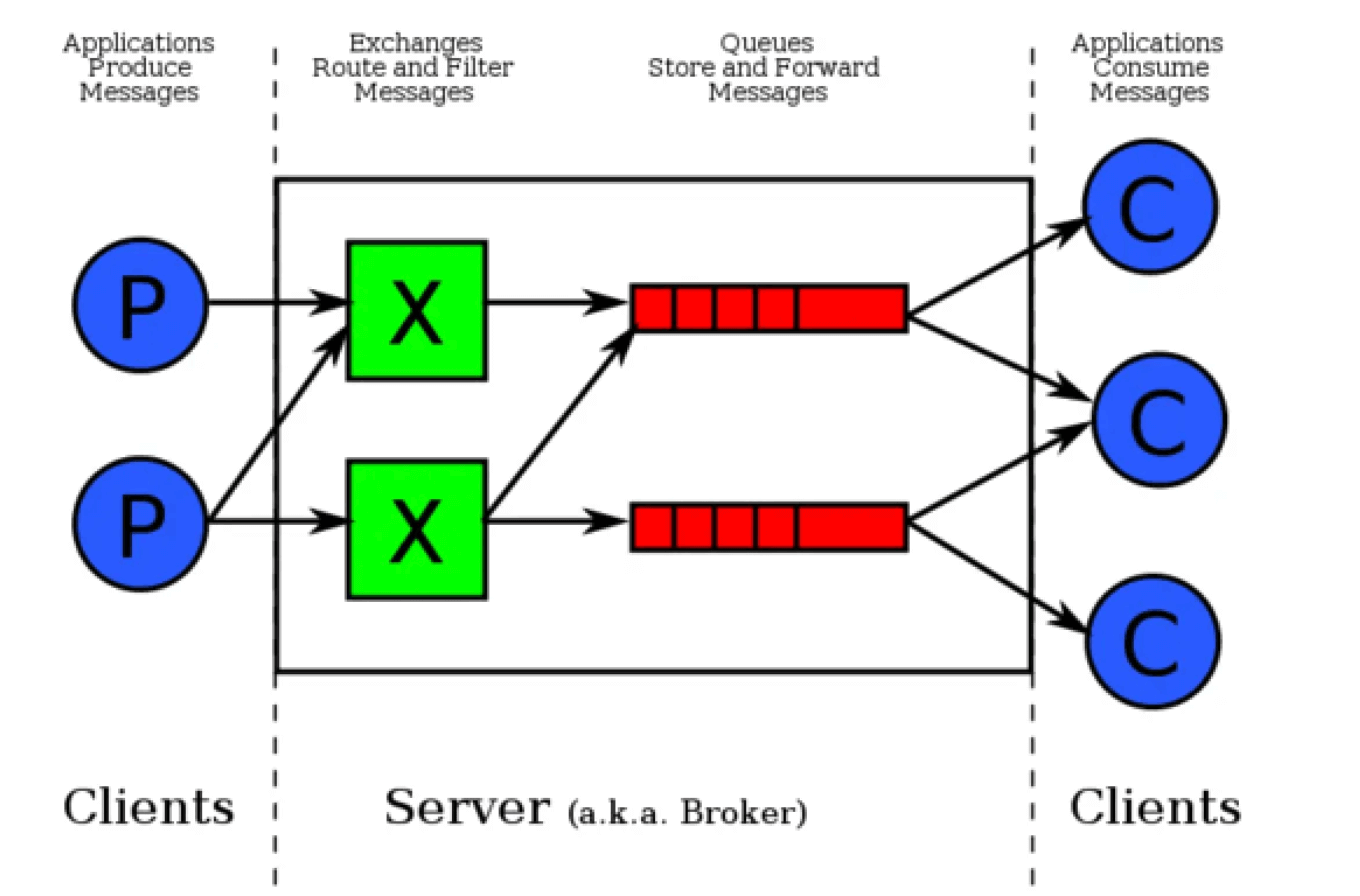 Applications
Produce
Messages
Exchanges
Route and Filter
Messages
Queues
Store and Forward
Messages
Applications
Consume
Messages
P
X
C
C
P
X
C
Clients
Server (a.k.a. Broker)
Clients